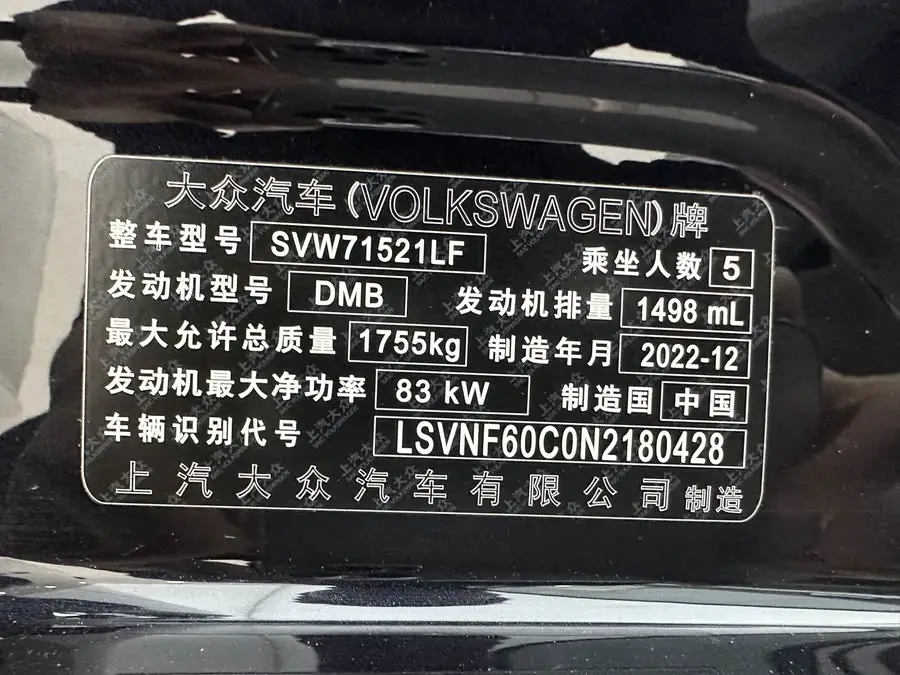 大众汽车(VOLKSWAGEN)牌
整车型号 SVW71521LF 乘坐人数 5
发动机型号 DMB 发动机排量 1498 mL
最大允许总质量 1755kg 制造年月 2022-12
发动机最大净功率 83 kW 制造国 中国
车辆识别代号 LSVNF60C0N2180428
上汽大众汽车有限公司 制造